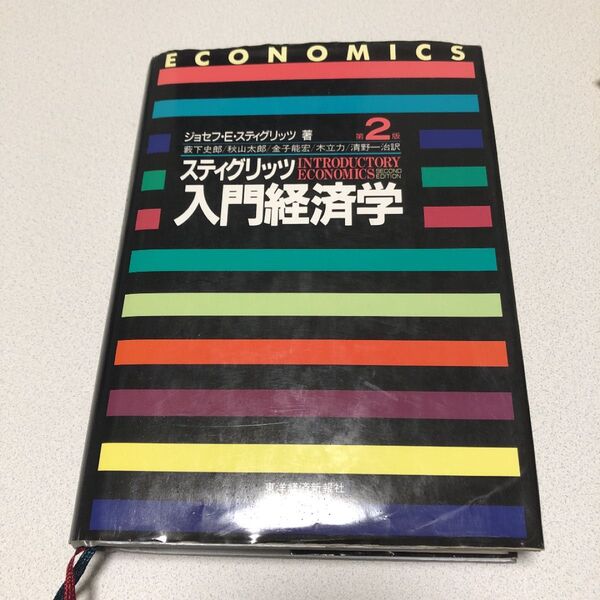 ECONOMICS
ジョセフ・E・スティグリッツ 著
第2版
藪下史郎/秋山太郎/金子能宏/木立力/清野一治訳
スティグリッツ
INTRODUCTORY
ECONOMICS SECOND EDITION
入門経済学
東洋経済新報社